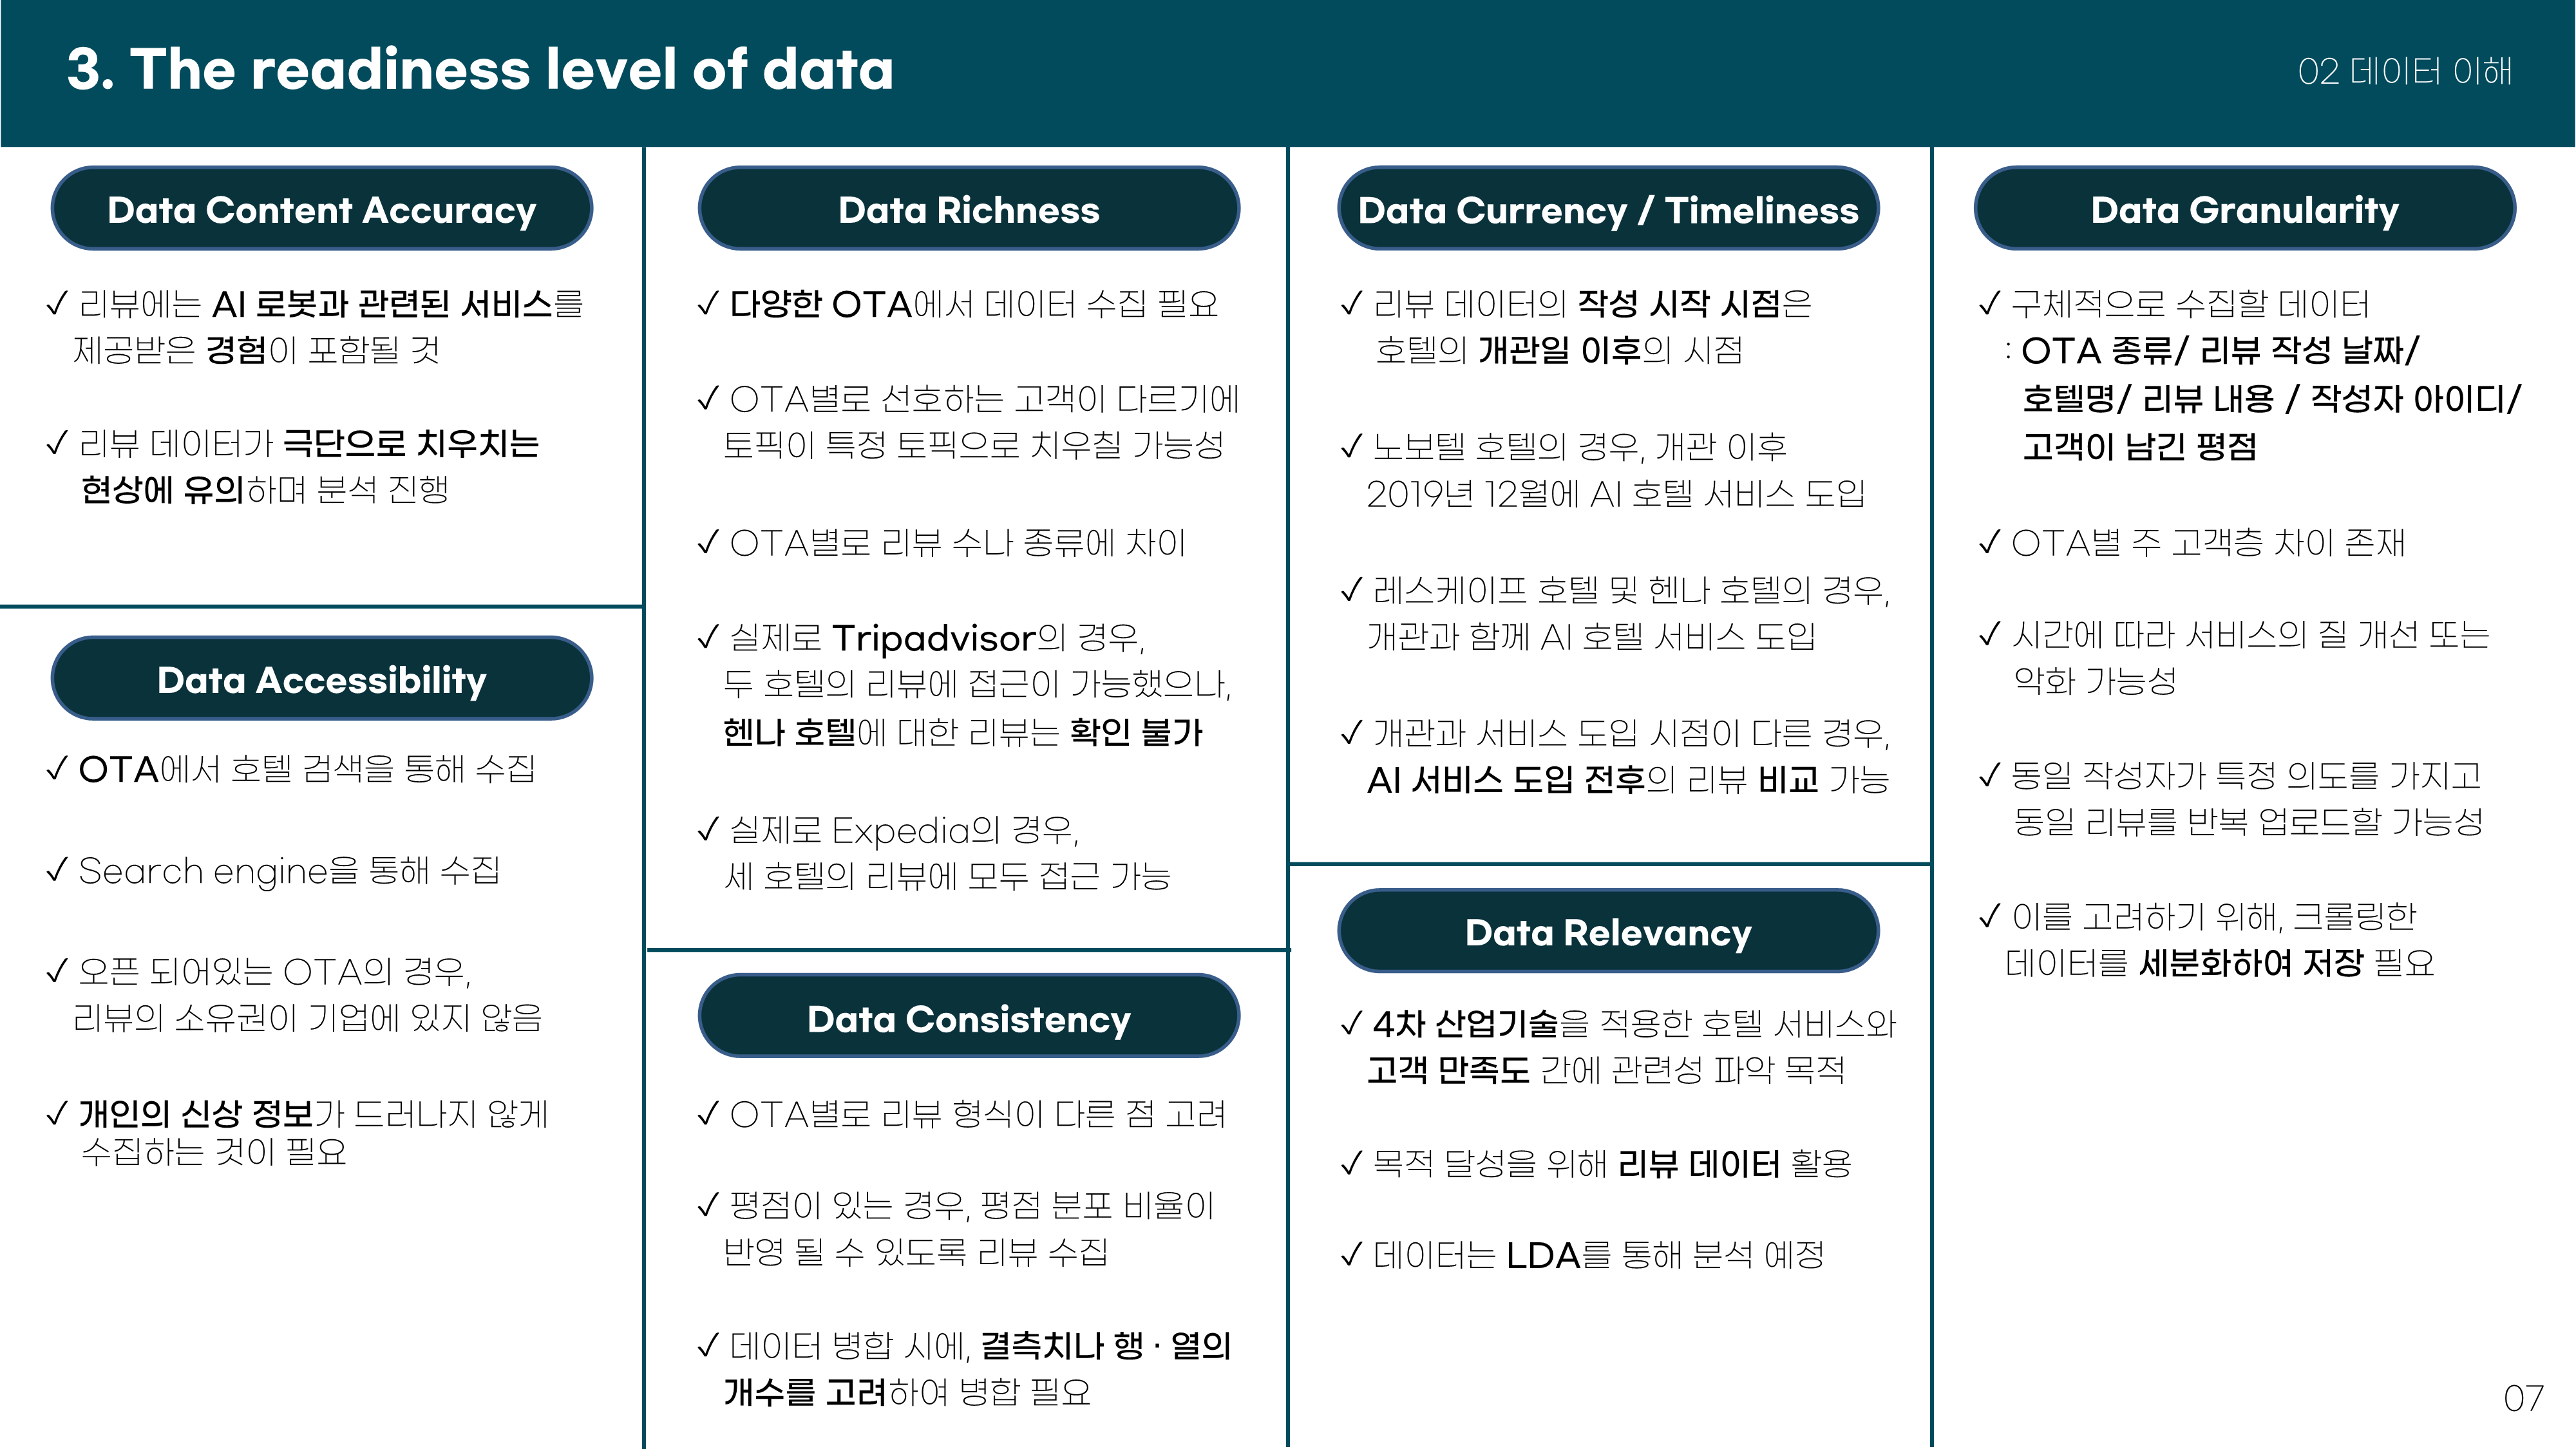 3. The readiness level of data
02 데이터 이해
Data Content Accuracy
✓ 리뷰에는 AI 로봇과 관련된 서비스를
제공받은 경험이 포함될 것
✓ 리뷰 데이터가 극단으로 치우치는
현상에 유의하며 분석 진행
Data Accessibility
✓ OTA에서 호텔 검색을 통해 수집
✓ Search engine을 통해 수집
✓ 오픈 되어있는 OTA의 경우,
리뷰의 소유권이 기업에 있지 않음
✓ 개인의 신상 정보가 드러나지 않게
수집하는 것이 필요
Data Richness
✓ 다양한 OTA에서 데이터 수집 필요
✓ OTA별로 선호하는 고객이 다르기에
토픽이 특정 토픽으로 치우칠 가능성
✓ OTA별로 리뷰 수나 종류에 차이
✓ 실제로 Tripadvisor의 경우,
두 호텔의 리뷰에 접근이 가능했으나,
헨나 호텔에 대한 리뷰는 확인 불가
✓ 실제로 Expedia의 경우,
세 호텔의 리뷰에 모두 접근 가능
Data Consistency
✓ OTA별로 리뷰 형식이 다른 점 고려
✓ 평점이 있는 경우, 평점 분포 비율이
반영 될 수 있도록 리뷰 수집
✓ 데이터 병합 시에, 결측치나 행 · 열의
개수를 고려하여 병합 필요
Data Currency / Timeliness
✓ 리뷰 데이터의 작성 시작 시점은
호텔의 개관일 이후의 시점
✓ 노보텔 호텔의 경우, 개관 이후
2019년 12월에 AI 호텔 서비스 도입
✓ 레스케이프 호텔 및 헨나 호텔의 경우,
개관과 함께 AI 호텔 서비스 도입
✓ 개관과 서비스 도입 시점이 다른 경우,
AI 서비스 도입 전후의 리뷰 비교 가능
Data Relevancy
✓ 4차 산업기술을 적용한 호텔 서비스와
고객 만족도 간에 관련성 파악 목적
✓ 목적 달성을 위해 리뷰 데이터 활용
✓ 데이터는 LDA를 통해 분석 예정
Data Granularity
✓ 구체적으로 수집할 데이터
: OTA 종류/ 리뷰 작성 날짜/
호텔명/ 리뷰 내용 / 작성자 아이디/
고객이 남긴 평점
✓ OTA별 주 고객층 차이 존재
✓ 시간에 따라 서비스의 질 개선 또는
악화 가능성
✓ 동일 작성자가 특정 의도를 가지고
동일 리뷰를 반복 업로드할 가능성
✓ 이를 고려하기 위해, 크롤링한
데이터를 세분화하여 저장 필요
07